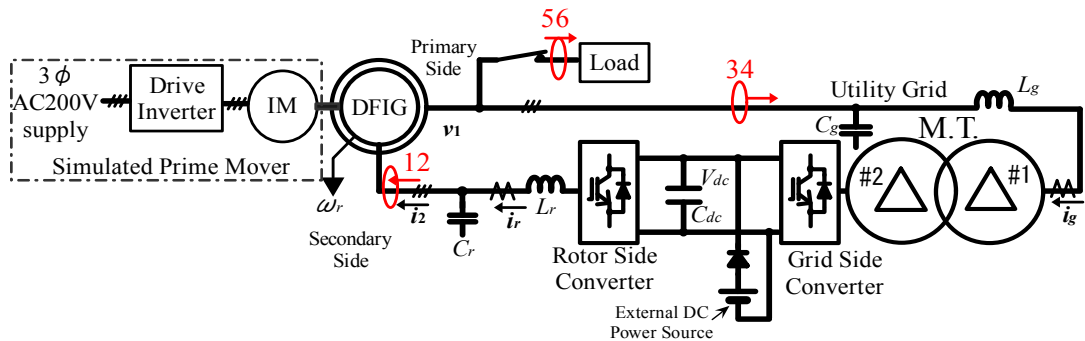 3φ
AC200V
supply
Drive
Inverter
IM
Simulated Prime Mover
DFIG
ωr
Primary
Side
56
Load
v1
34
Utility Grid
Lg
Cg
M.T.
#2
#1
ig
12
i2
Secondary
Side
Cr
ir
Lr
Rotor Side
Converter
Vdc
Cdc
External DC
Power Source
Grid Side
Converter